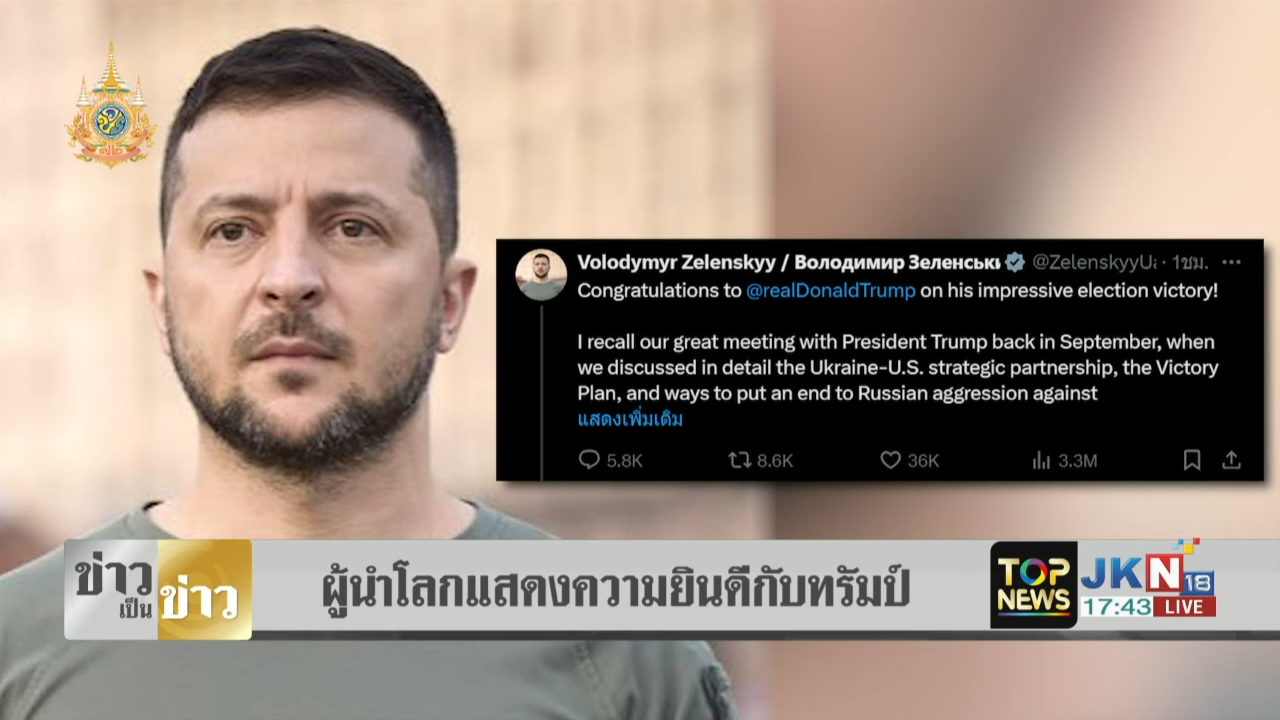 Volodymyr Zelenskyy / Володимир Зеленські @ZelenskyyU · 1ชม. ···
Congratulations to @realDonaldTrump on his impressive election victory!
I recall our great meeting with President Trump back in September, when
we discussed in detail the Ukraine-U.S. strategic partnership, the Victory
Plan, and ways to put an end to Russian aggression against
แสดงเพิ่มเติม
5.8K 8.6K 36K 3.3M
ข่าว
เป็น
ข่าว
ผู้นำโลกแสดงความยินดีกับทรัมป์
TOP
NEWS
JKN
18
17:43 LIVE